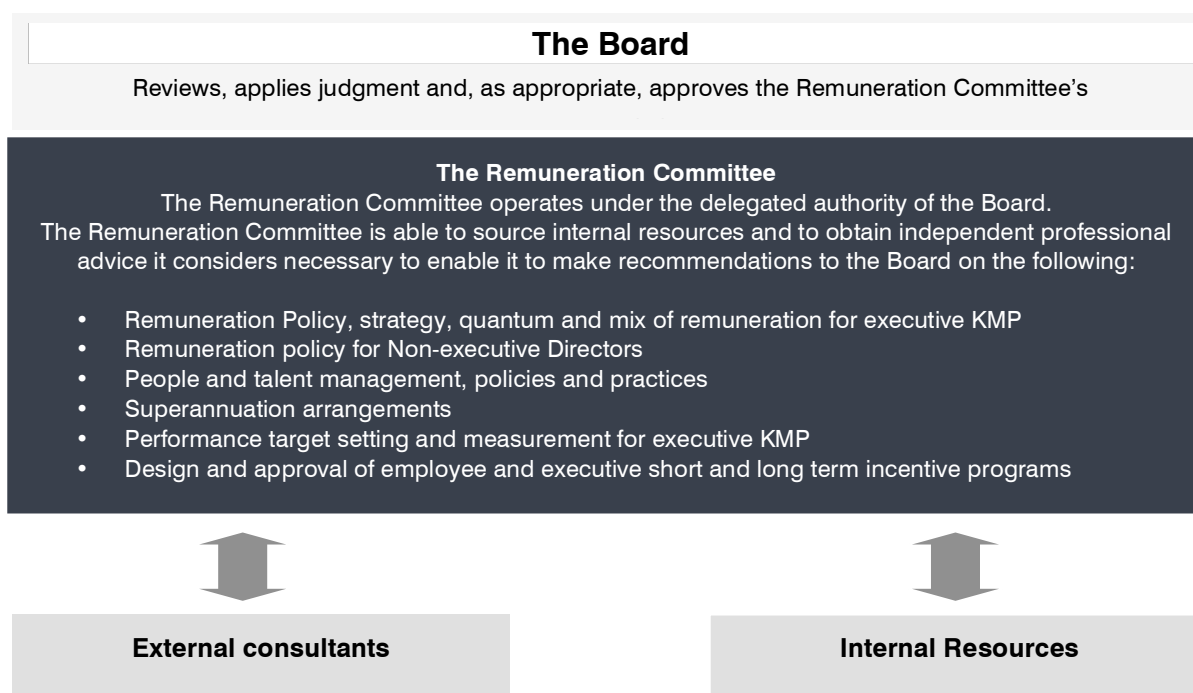 The Board
Reviews, applies judgment and, as appropriate, approves the Remuneration Committee’s
The Remuneration Committee
The Remuneration Committee operates under the delegated authority of the Board.
The Remuneration Committee is able to source internal resources and to obtain independent professional
advice it considers necessary to enable it to make recommendations to the Board on the following:
• Remuneration Policy, strategy, quantum and mix of remuneration for executive KMP
• Remuneration policy for Non-executive Directors
• People and talent management, policies and practices
• Superannuation arrangements
• Performance target setting and measurement for executive KMP
• Design and approval of employee and executive short and long term incentive programs
External consultants
Internal Resources